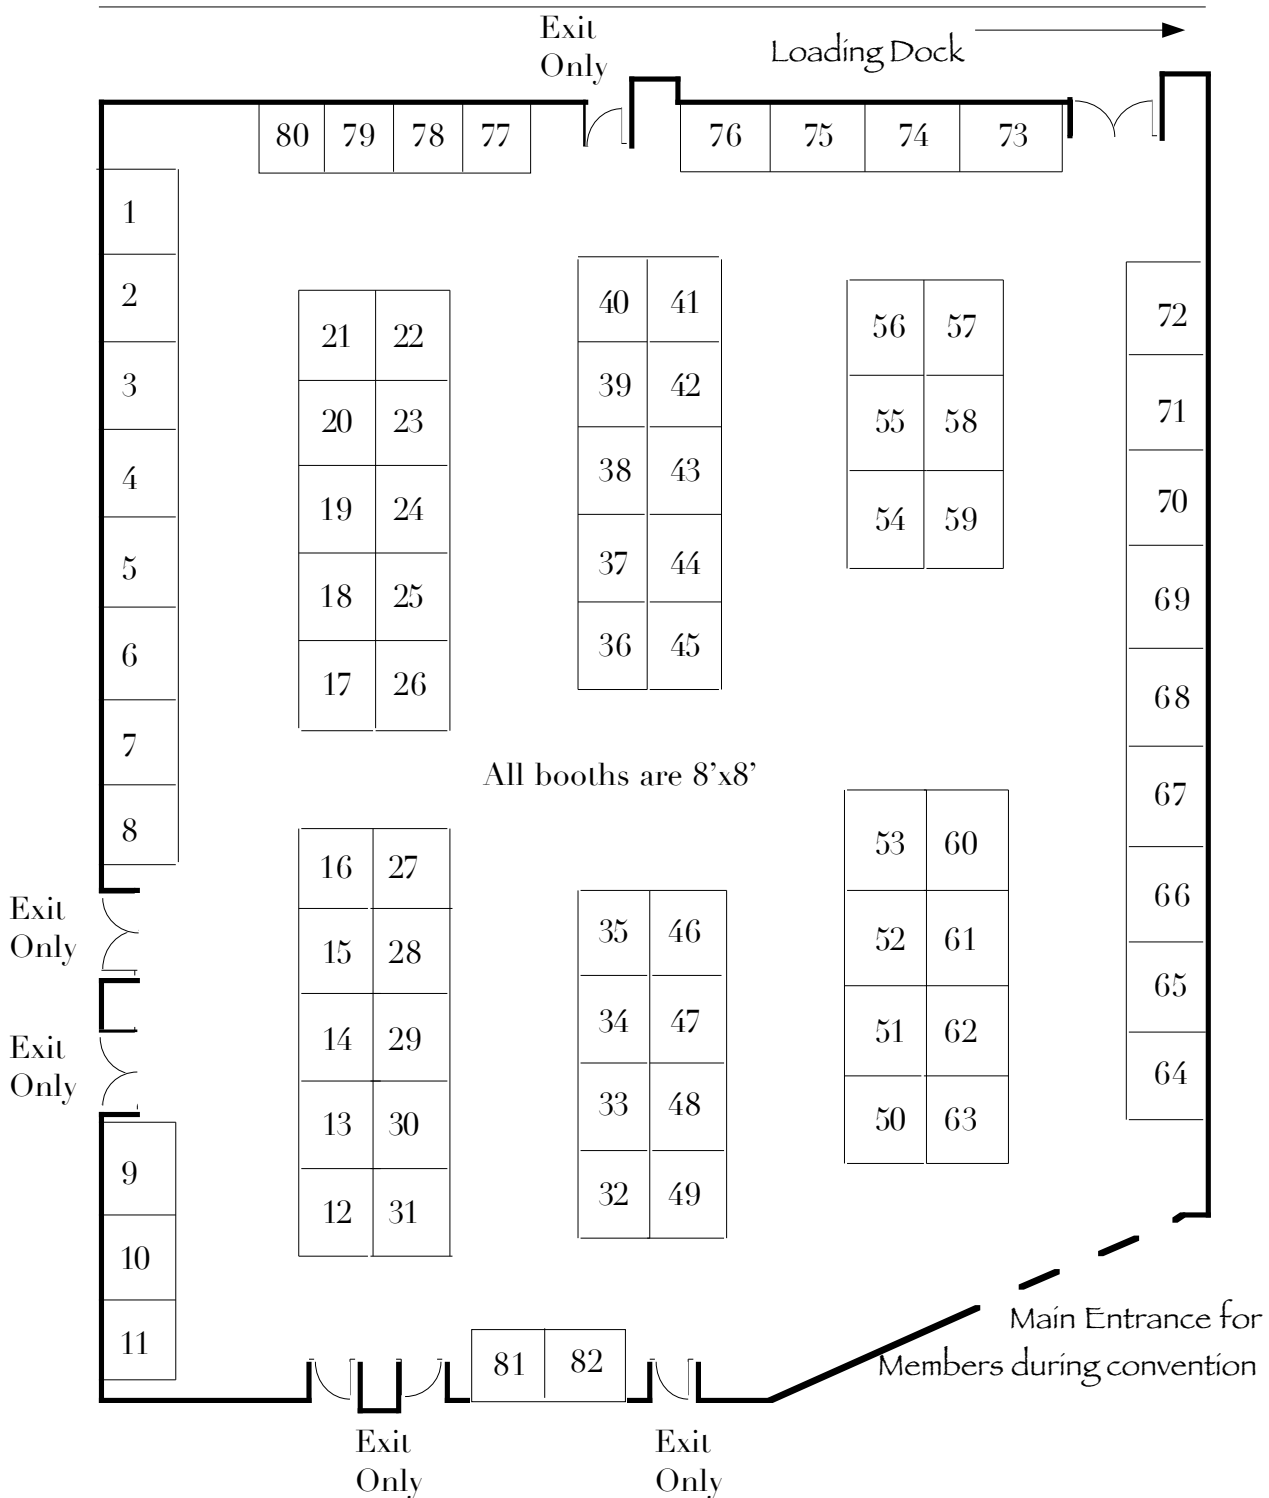 Exit
Only
Loading Dock
80 79 78 77
76 75 74 73
1
2
3
4
5
6
7
8
21 22
20 23
19 24
18 25
17 26
40 41
39 42
38 43
37 44
36 45
56 57
55 58
54 59
72
71
70
69
68
67
66
65
64
All booths are 8’x8’
16 27
15 28
14 29
13 30
12 31
35 46
34 47
33 48
32 49
53 60
52 61
51 62
50 63
Exit
Only
Exit
Only
9
10
11
81 82
Main Entrance for
Members during convention
Exit
Only
Exit
Only